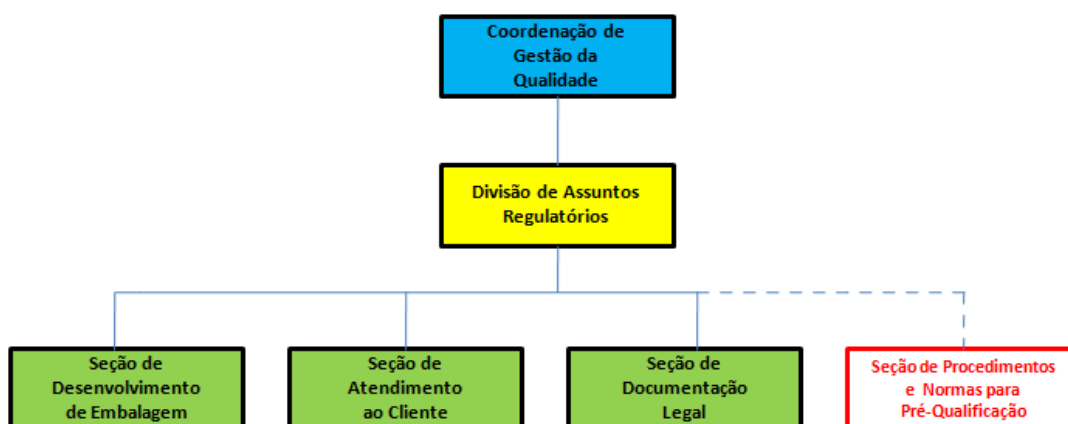 Coordenação de
Gestão da
Qualidade
Divisão de Assuntos
Regulatórios
Seção de
Desenvolvimento
de Embalagem
Seção de
Atendimento
ao Cliente
Seção de
Documentação
Legal
Seção de Procedimentos
e Normas para
Pré-Qualificação